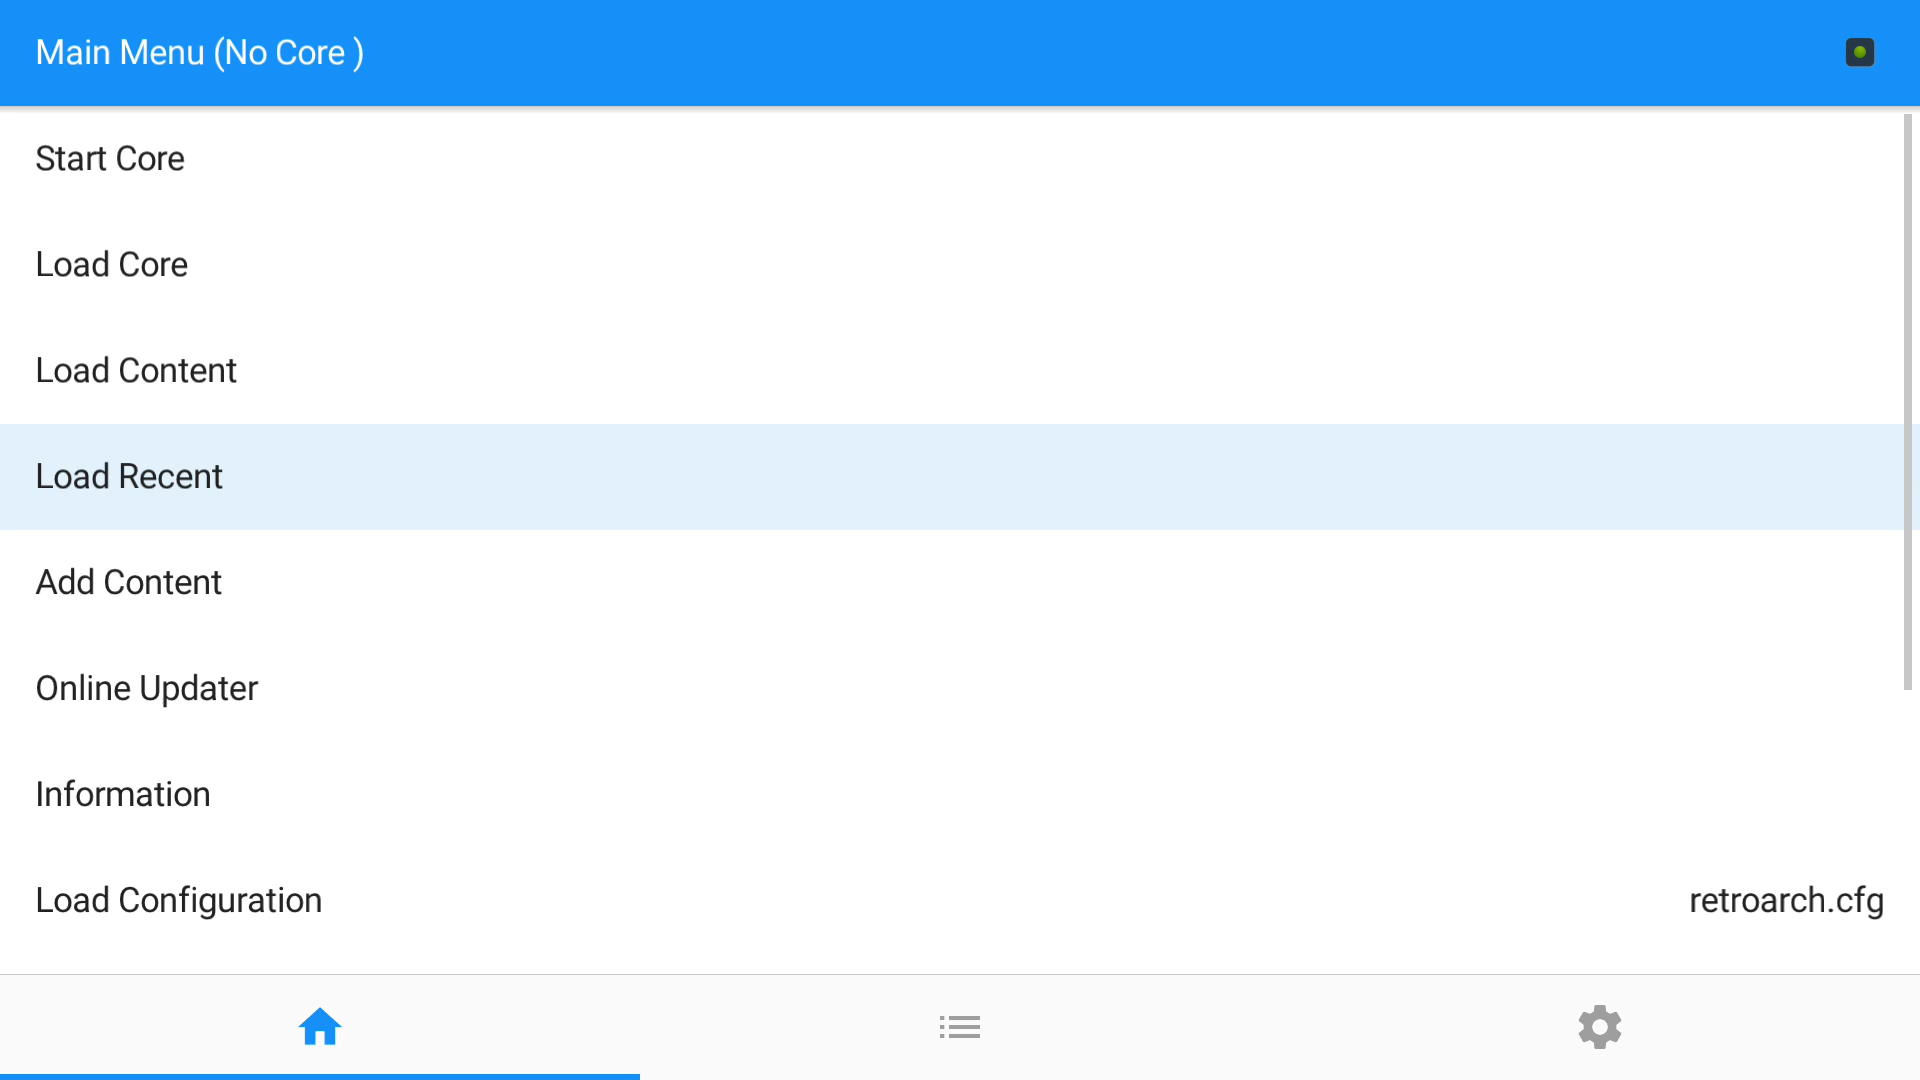 Main Menu (No Core )
Start Core
Load Core
Load Content
Load Recent
Add Content
Online Updater
Information
Load Configuration retroarch.cfg